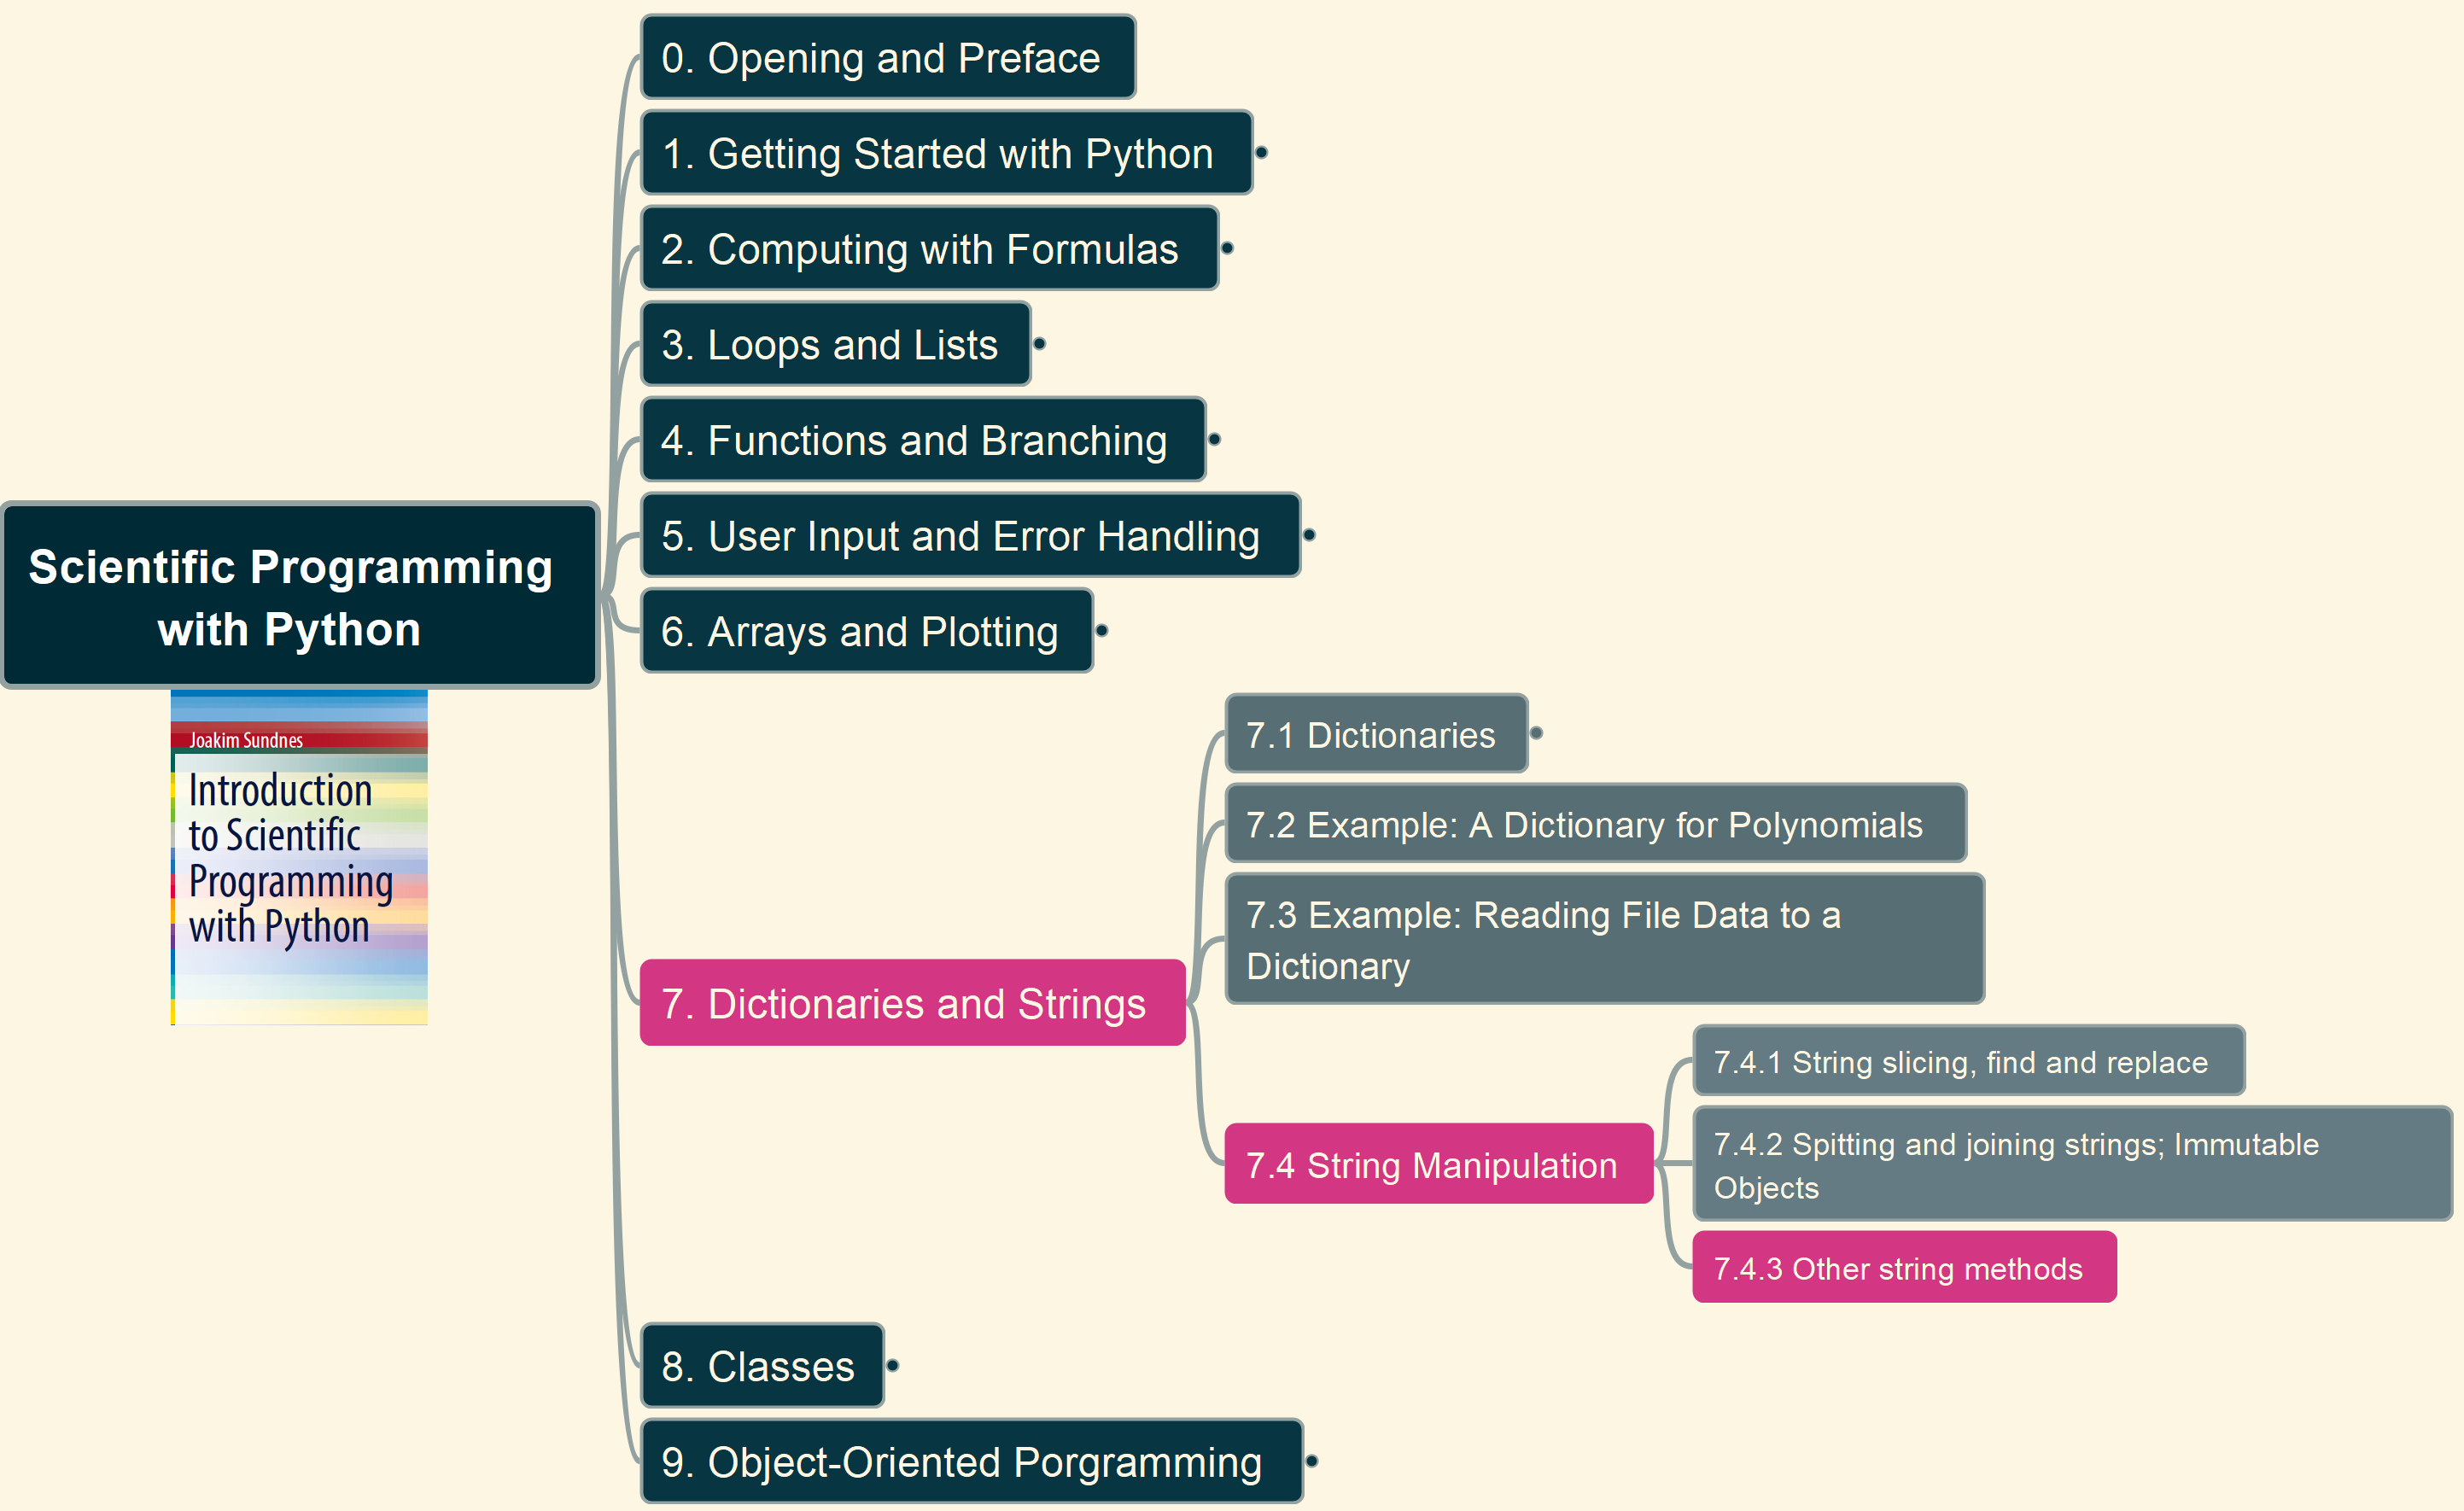 0. Opening and Preface
1. Getting Started with Python
2. Computing with Formulas
3. Loops and Lists
4. Functions and Branching
5. User Input and Error Handling
6. Arrays and Plotting
Scientific Programming
with Python
Joakim Sundnes
Introduction
to Scientific
Programming
with Python
7. Dictionaries and Strings
7.1 Dictionaries
7.2 Example: A Dictionary for Polynomials
7.3 Example: Reading File Data to a
Dictionary
7.4 String Manipulation
7.4.1 String slicing, find and replace
7.4.2 Spitting and joining strings; Immutable
Objects
7.4.3 Other string methods
8. Classes
9. Object-Oriented Porgramming